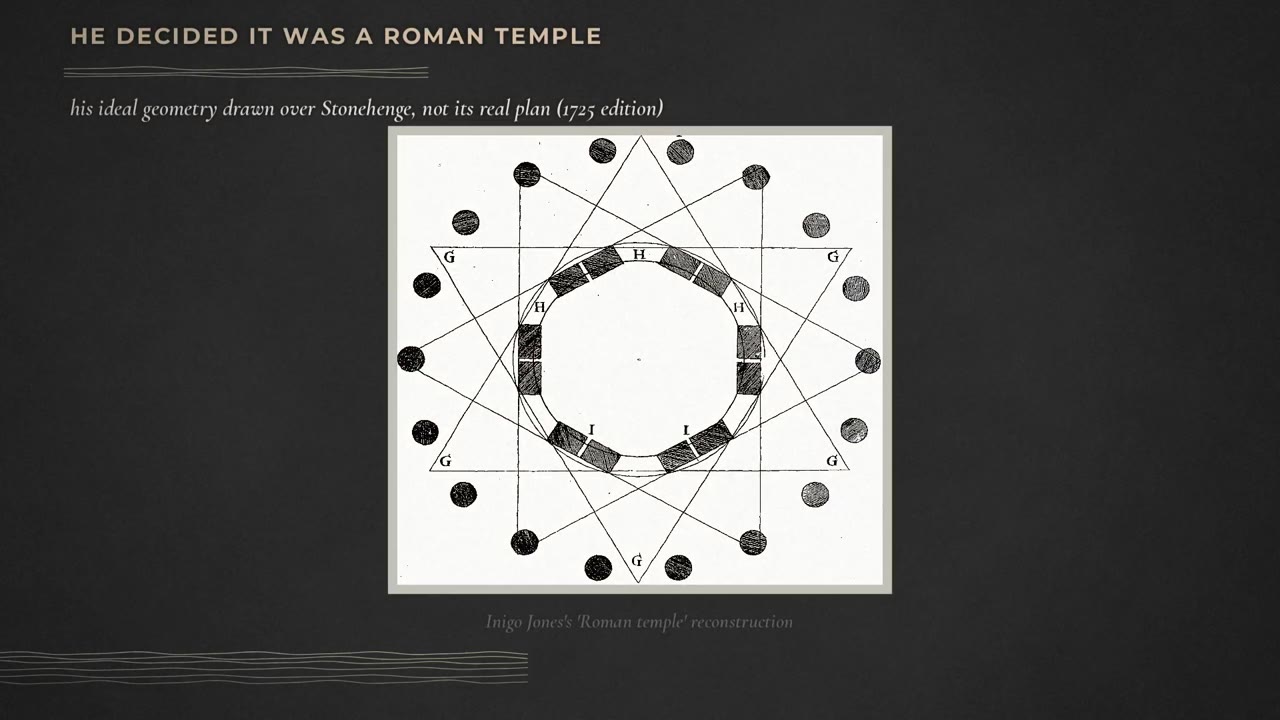 HE DECIDED IT WAS A ROMAN TEMPLE
his ideal geometry drawn over Stonehenge, not its real plan (1725 edition)
H
G G
H H
I I
G G
G
Inigo Jones's 'Roman temple' reconstruction